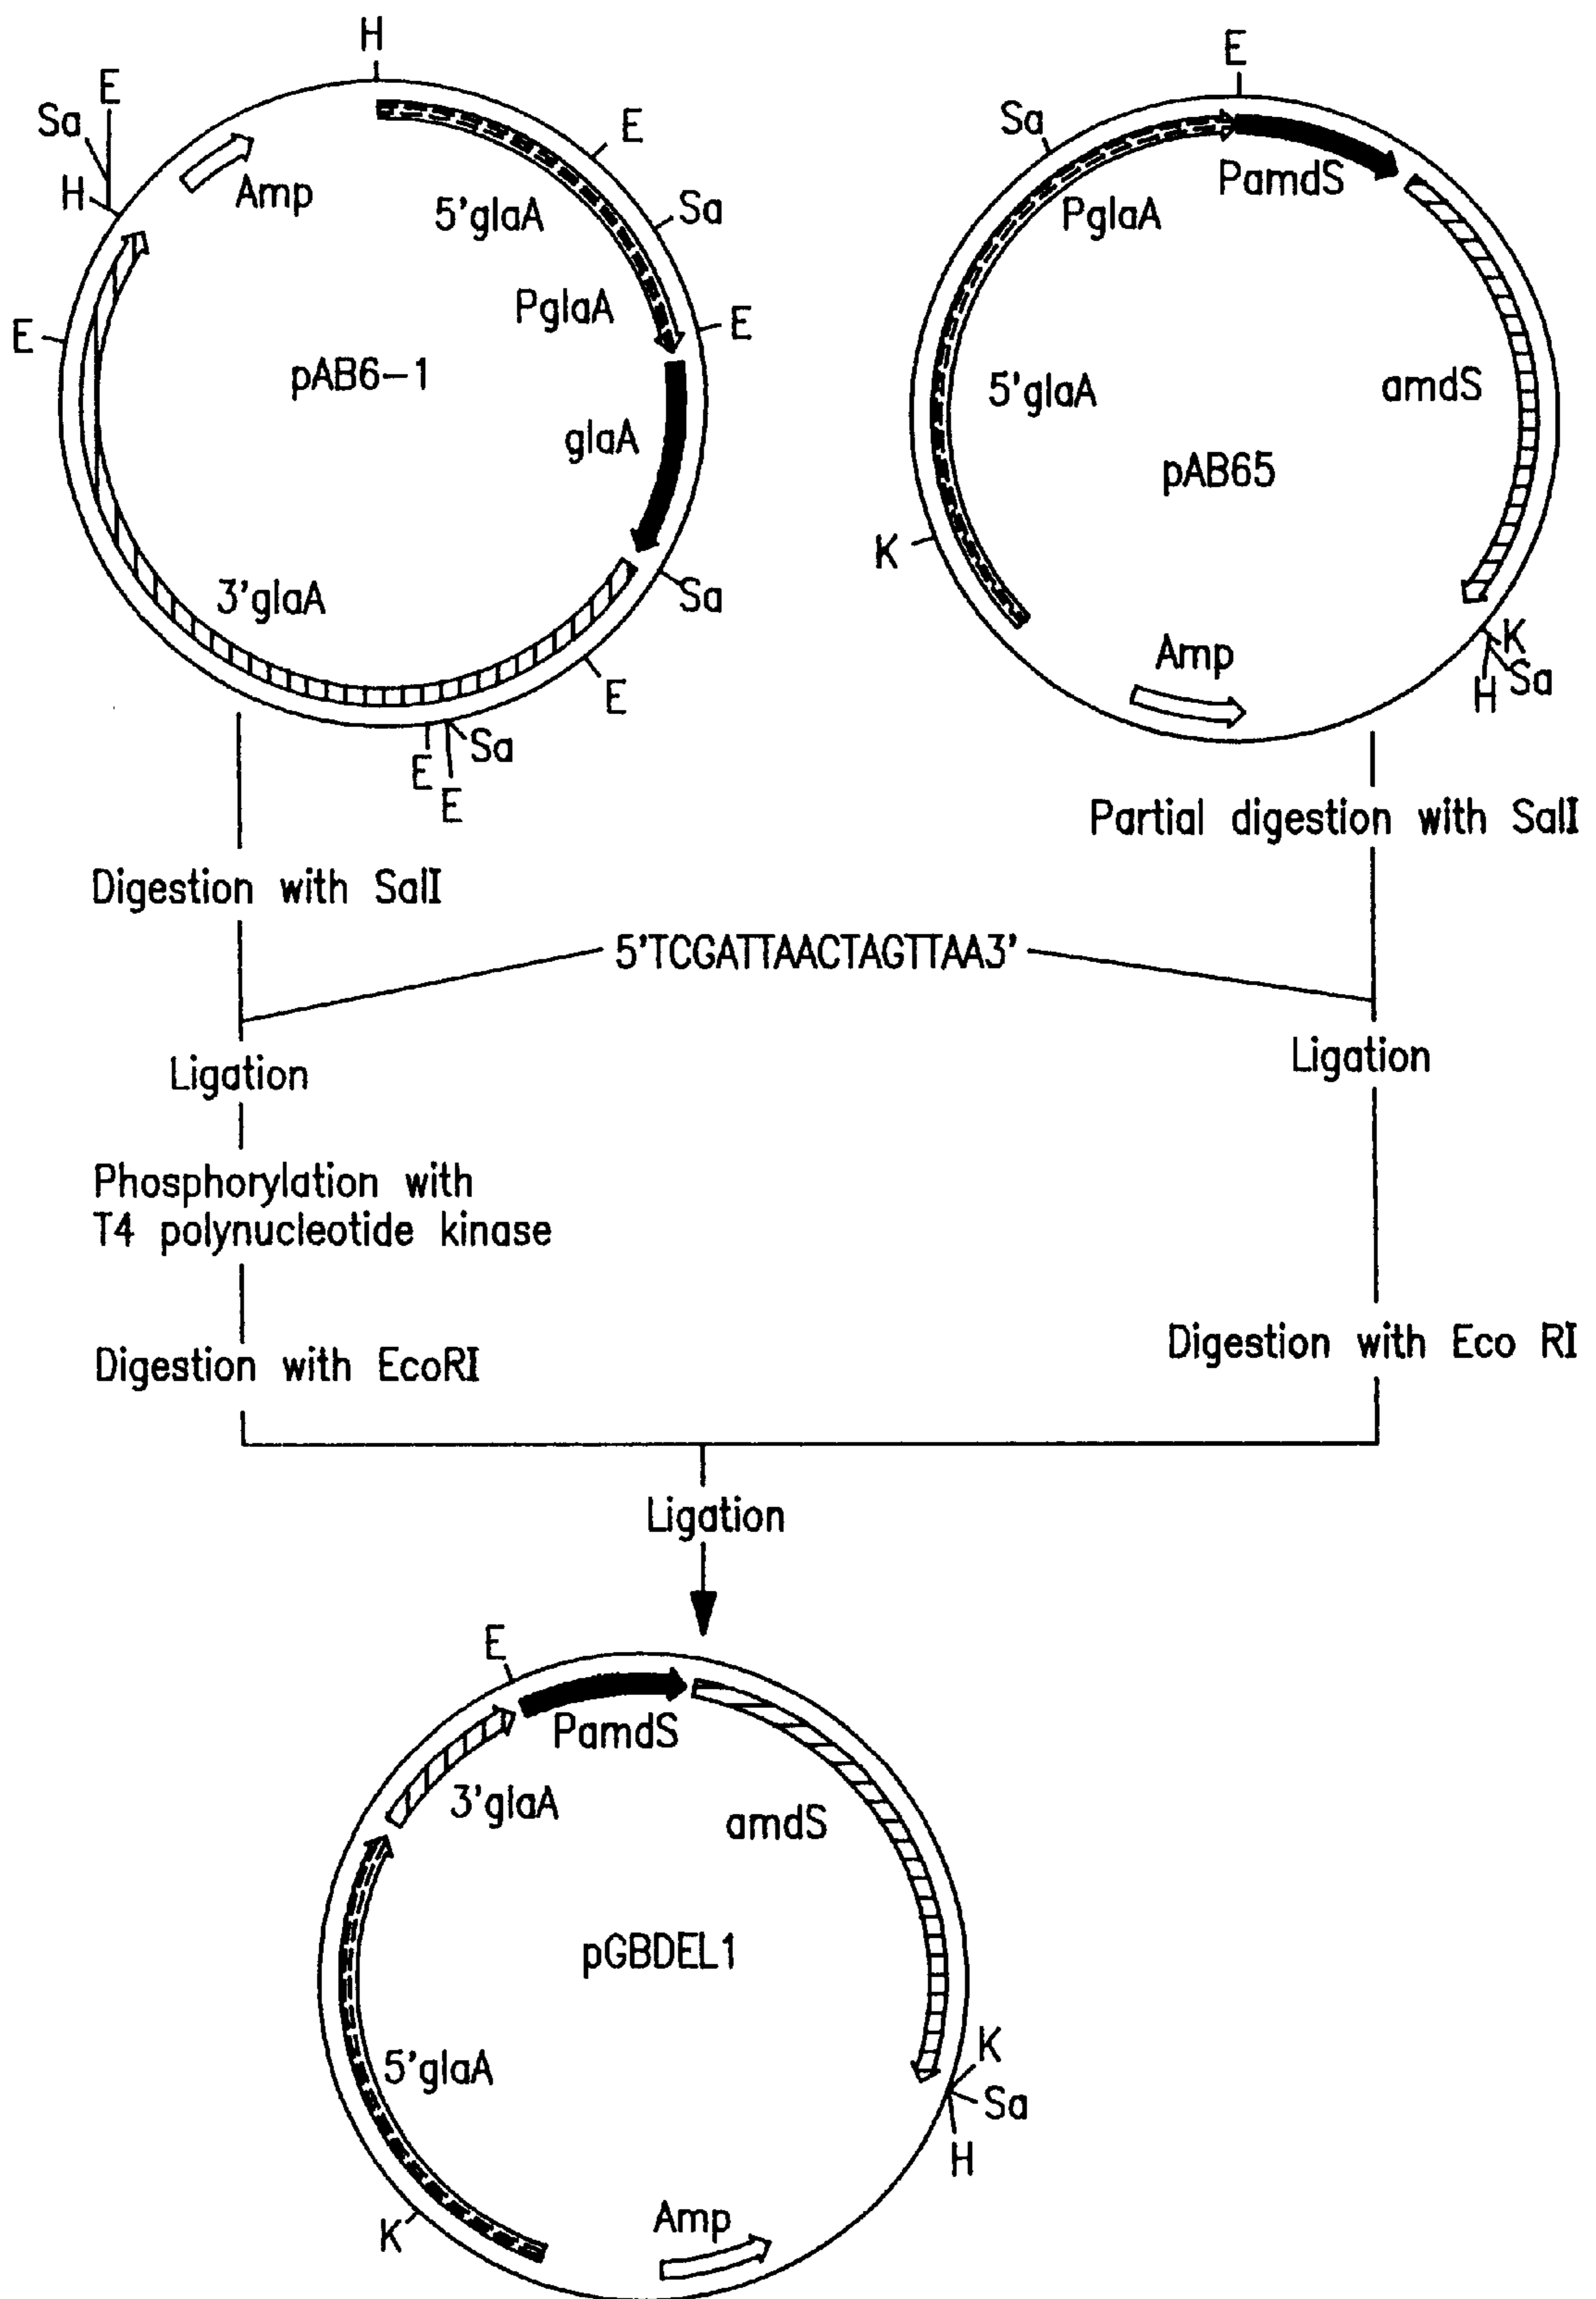 H
E
Sa
H
Amp
E
5'glaA
Sa
PglaA
E
E
pAB6-1
glaA
3'glaA
Sa
E
Sa
E
E
E
Sa
PamdS
PglaA
5'glaA
amdS
pAB65
K
Amp
K
Sa
H
Partial digestion with SalI
Digestion with SalI
5'TCGATTAACTAGTTAA3'
Ligation
Ligation
Phosphorylation with
T4 polynucleotide kinase
Digestion with Eco RI
Digestion with EcoRI
Ligation
E
PamdS
3'glaA
amdS
pGBDEL1
5'glaA
K
Sa
H
K
Amp